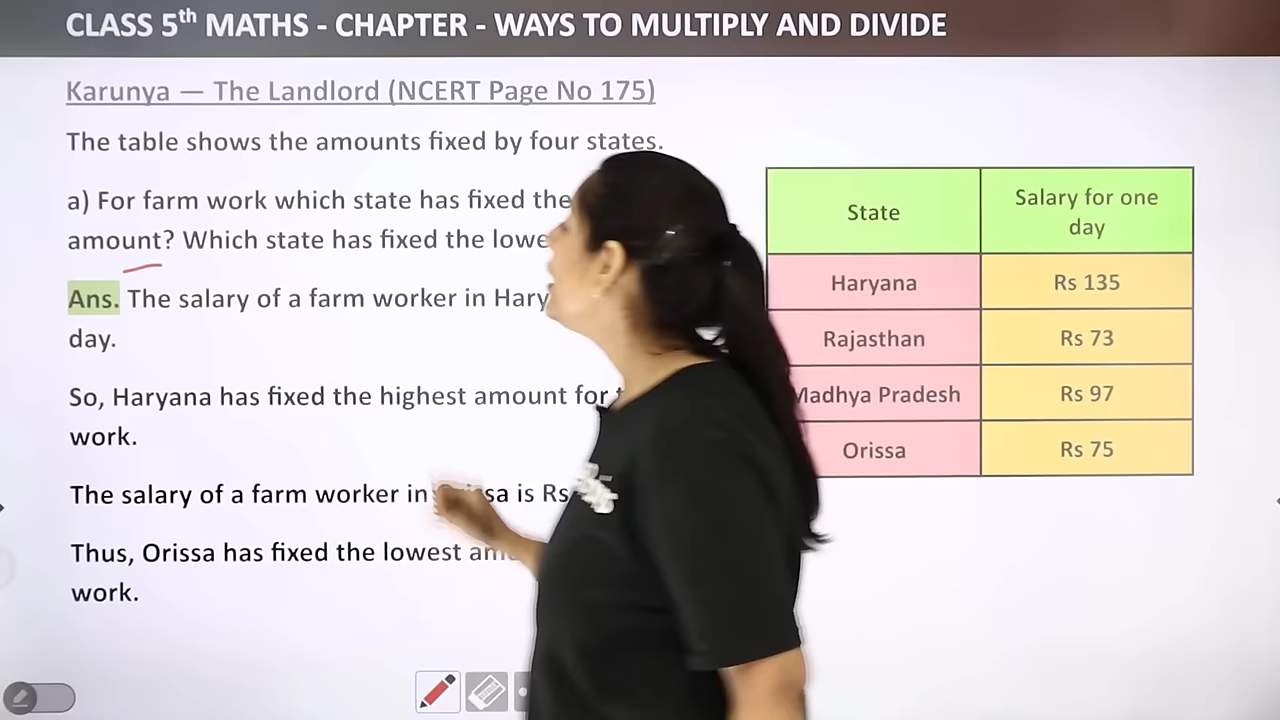 CLASS 5th MATHS - CHAPTER - WAYS TO MULTIPLY AND DIVIDE
Karunya — The Landlord (NCERT Page No 175)
The table shows the amounts fixed by four states.
a) For farm work which state has fixed the
amount? Which state has fixed the
Ans. The salary of a farm worker in
day.
So, Haryana has fixed the highest amount for
work.
The salary of a farm worker in is Rs
Thus, Orissa has fixed the lowest
work.
State Salary for one
day
Haryana Rs 135
Rajasthan Rs 73
Madhya Pradesh Rs 97
Orissa Rs 75